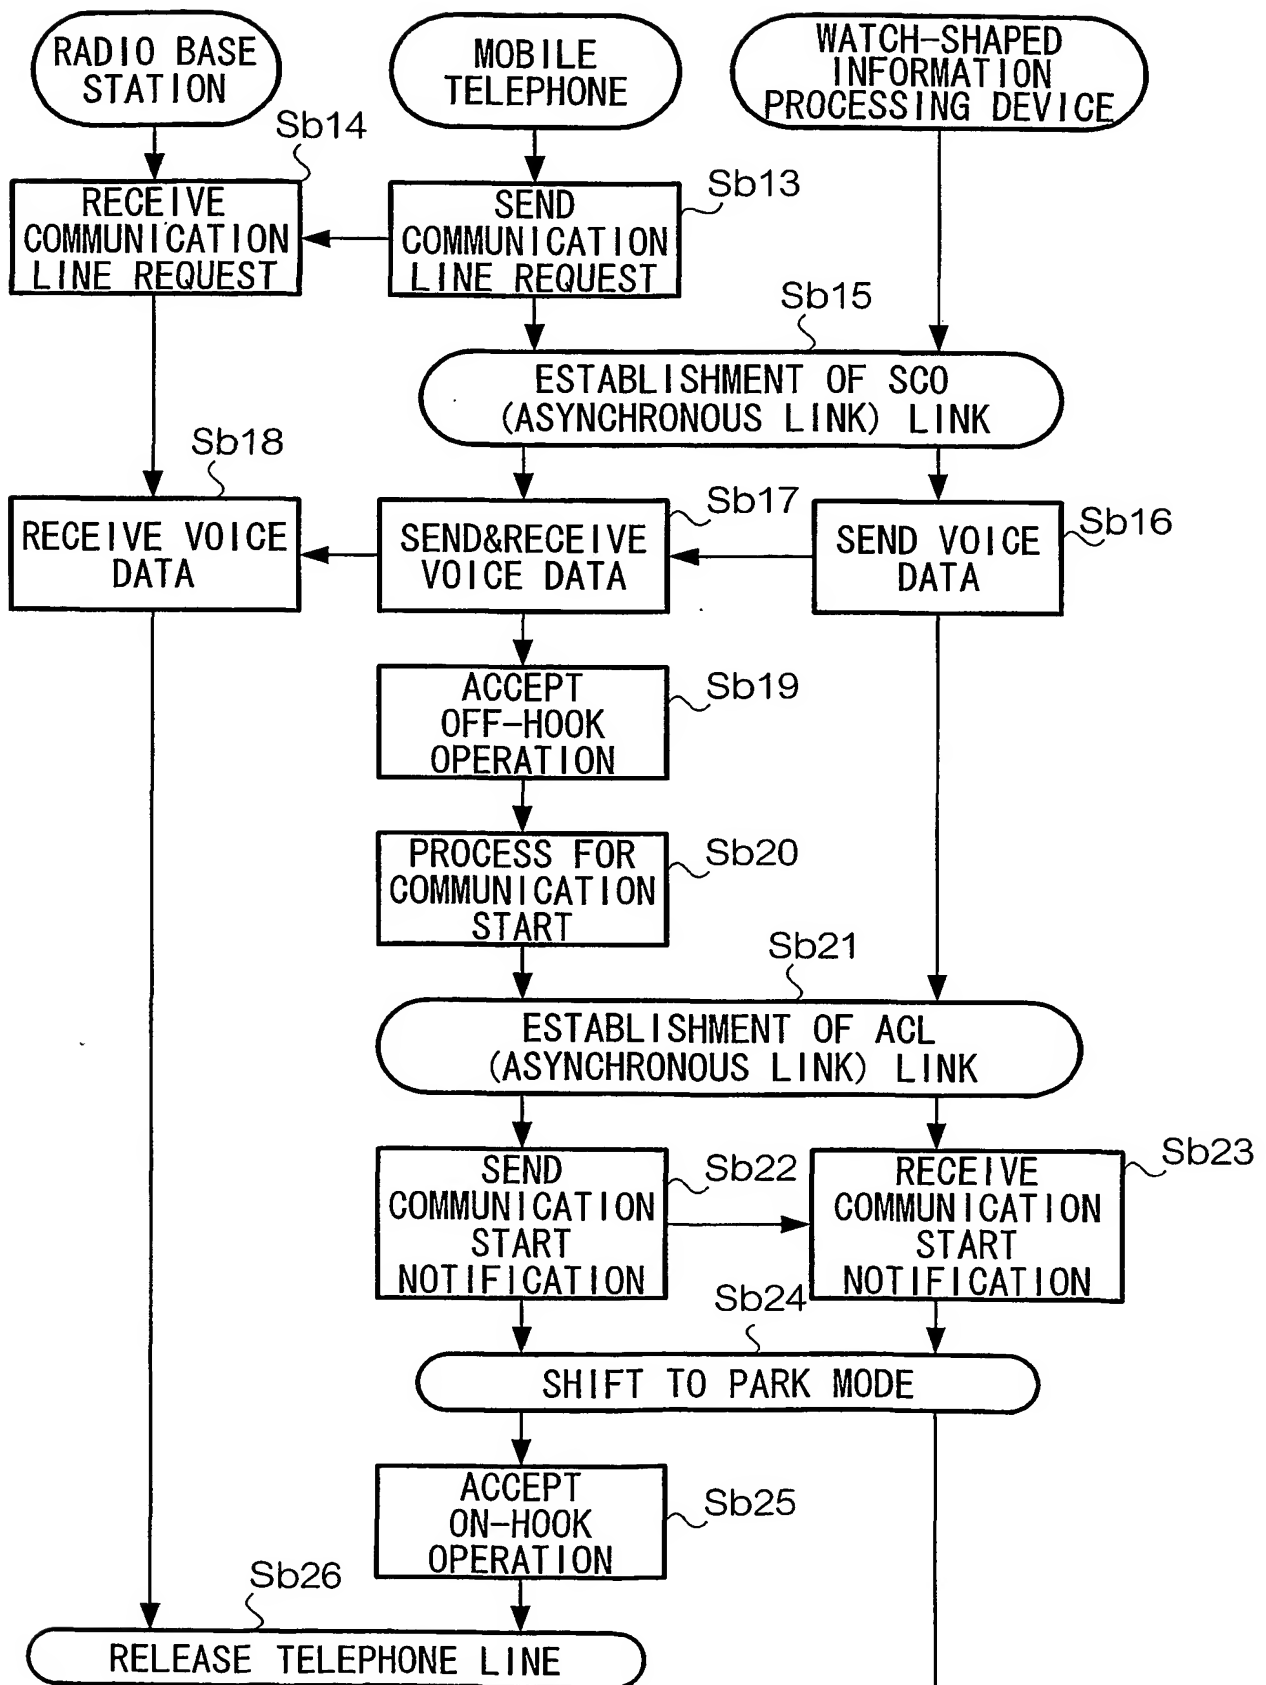 RADIO BASE
STATION
MOBILE
TELEPHONE
WATCH-SHAPED
INFORMATION
PROCESSING DEVICE
Sb14
RECEIVE
COMMUNICATION
LINE REQUEST
Sb13
SEND
COMMUNICATION
LINE REQUEST
Sb15
ESTABLISHMENT OF SCO
(ASYNCHRONOUS LINK) LINK
Sb18
RECEIVE VOICE
DATA
Sb17
SEND&RECEIVE
VOICE DATA
Sb16
SEND VOICE
DATA
Sb19
ACCEPT
OFF-HOOK
OPERATION
Sb20
PROCESS FOR
COMMUNICATION
START
Sb21
ESTABLISHMENT OF ACL
(ASYNCHRONOUS LINK) LINK
Sb22
SEND
COMMUNICATION
START
NOTIFICATION
Sb23
RECEIVE
COMMUNICATION
START
NOTIFICATION
Sb24
SHIFT TO PARK MODE
Sb25
ACCEPT
ON-HOOK
OPERATION
Sb26
RELEASE TELEPHONE LINE